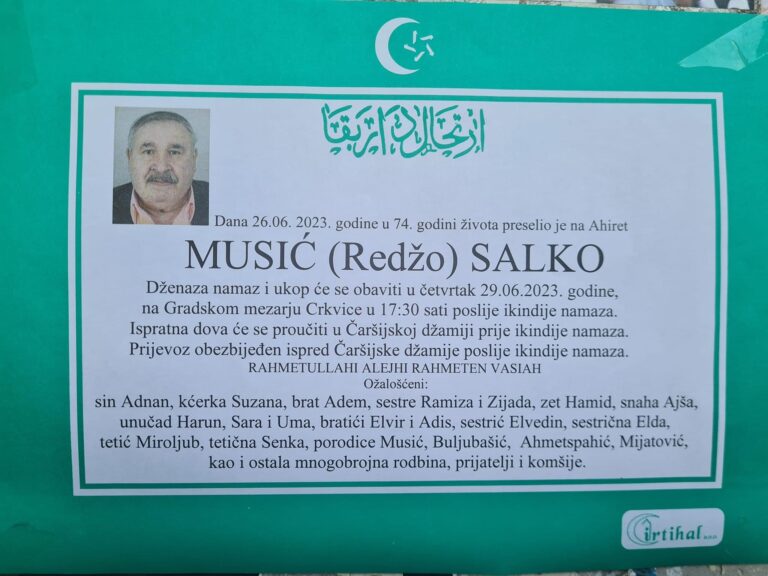 ارتحال دار بقا
Dana 26.06. 2023. godine u 74. godini života preselio je na Ahiret
MUSIĆ (Redžo) SALKO
Dženaza namaz i ukop će se obaviti u četvrtak 29.06.2023. godine,
na Gradskom mezarju Crkvice u 17:30 sati poslije ikindije namaza.
Ispratna dova će se proučiti u Čaršijskoj džamiji prije ikindije namaza.
Prijevoz obezbijeđen ispred Čaršijske džamije poslije ikindije namaza.
RAHMETULLAHI ALEJHI RAHMETEN VASIAH
Ožalošćeni:
sin Adnan, kćerka Suzana, brat Adem, sestre Ramiza i Zijada, zet Hamid, snaha Ajša,
unučad Harun, Sara i Uma, bratići Elvir i Adis, sestrić Elvedin, sestrična Elda,
tetić Miroljub, tetična Senka, porodice Musić, Buljubašić, Ahmetspahić, Mijatović,
kao i ostala mnogobrojna rodbina, prijatelji i komšije.
irtihal d.o.o.